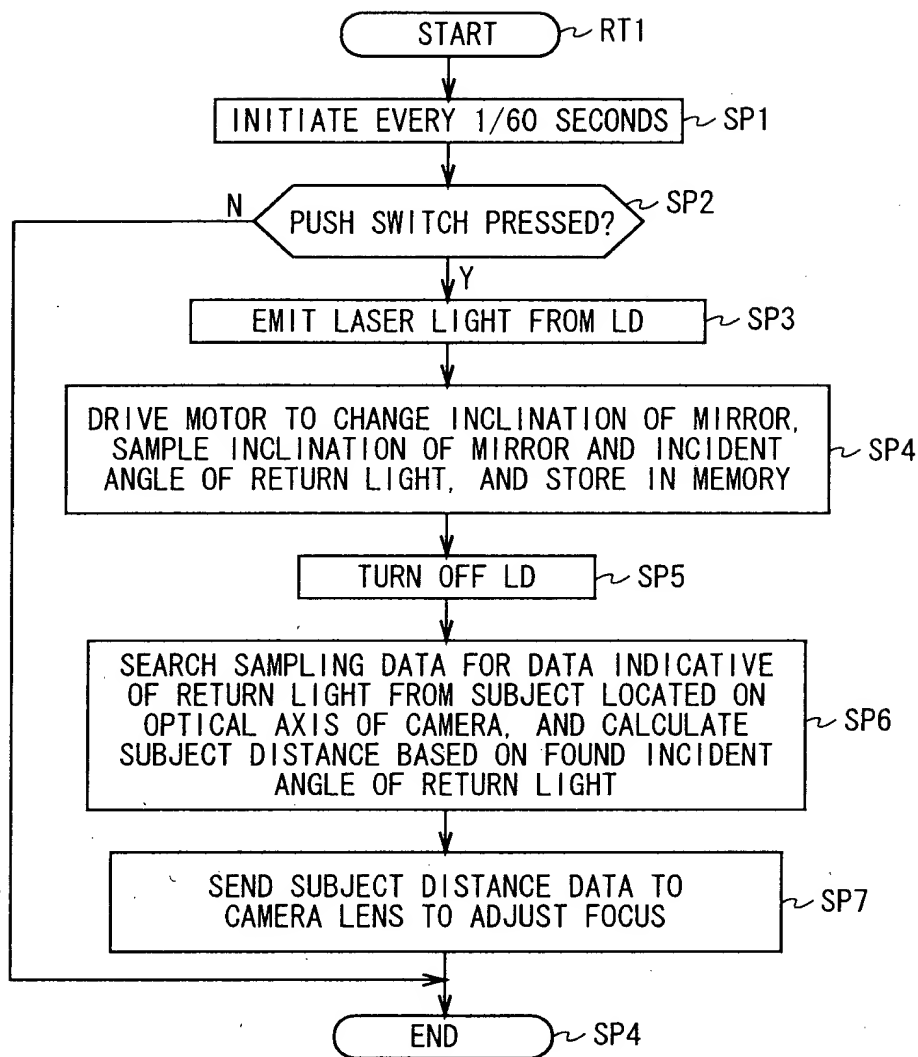 START
RT1
INITIATE EVERY 1/60 SECONDS
SP1
N
PUSH SWITCH PRESSED?
SP2
Y
EMIT LASER LIGHT FROM LD
SP3
DRIVE MOTOR TO CHANGE INCLINATION OF MIRROR,
SAMPLE INCLINATION OF MIRROR AND INCIDENT
ANGLE OF RETURN LIGHT, AND STORE IN MEMORY
SP4
TURN OFF LD
SP5
SEARCH SAMPLING DATA FOR DATA INDICATIVE
OF RETURN LIGHT FROM SUBJECT LOCATED ON
OPTICAL AXIS OF CAMERA, AND CALCULATE
SUBJECT DISTANCE BASED ON FOUND INCIDENT
ANGLE OF RETURN LIGHT
SP6
SEND SUBJECT DISTANCE DATA TO
CAMERA LENS TO ADJUST FOCUS
SP7
END
SP4